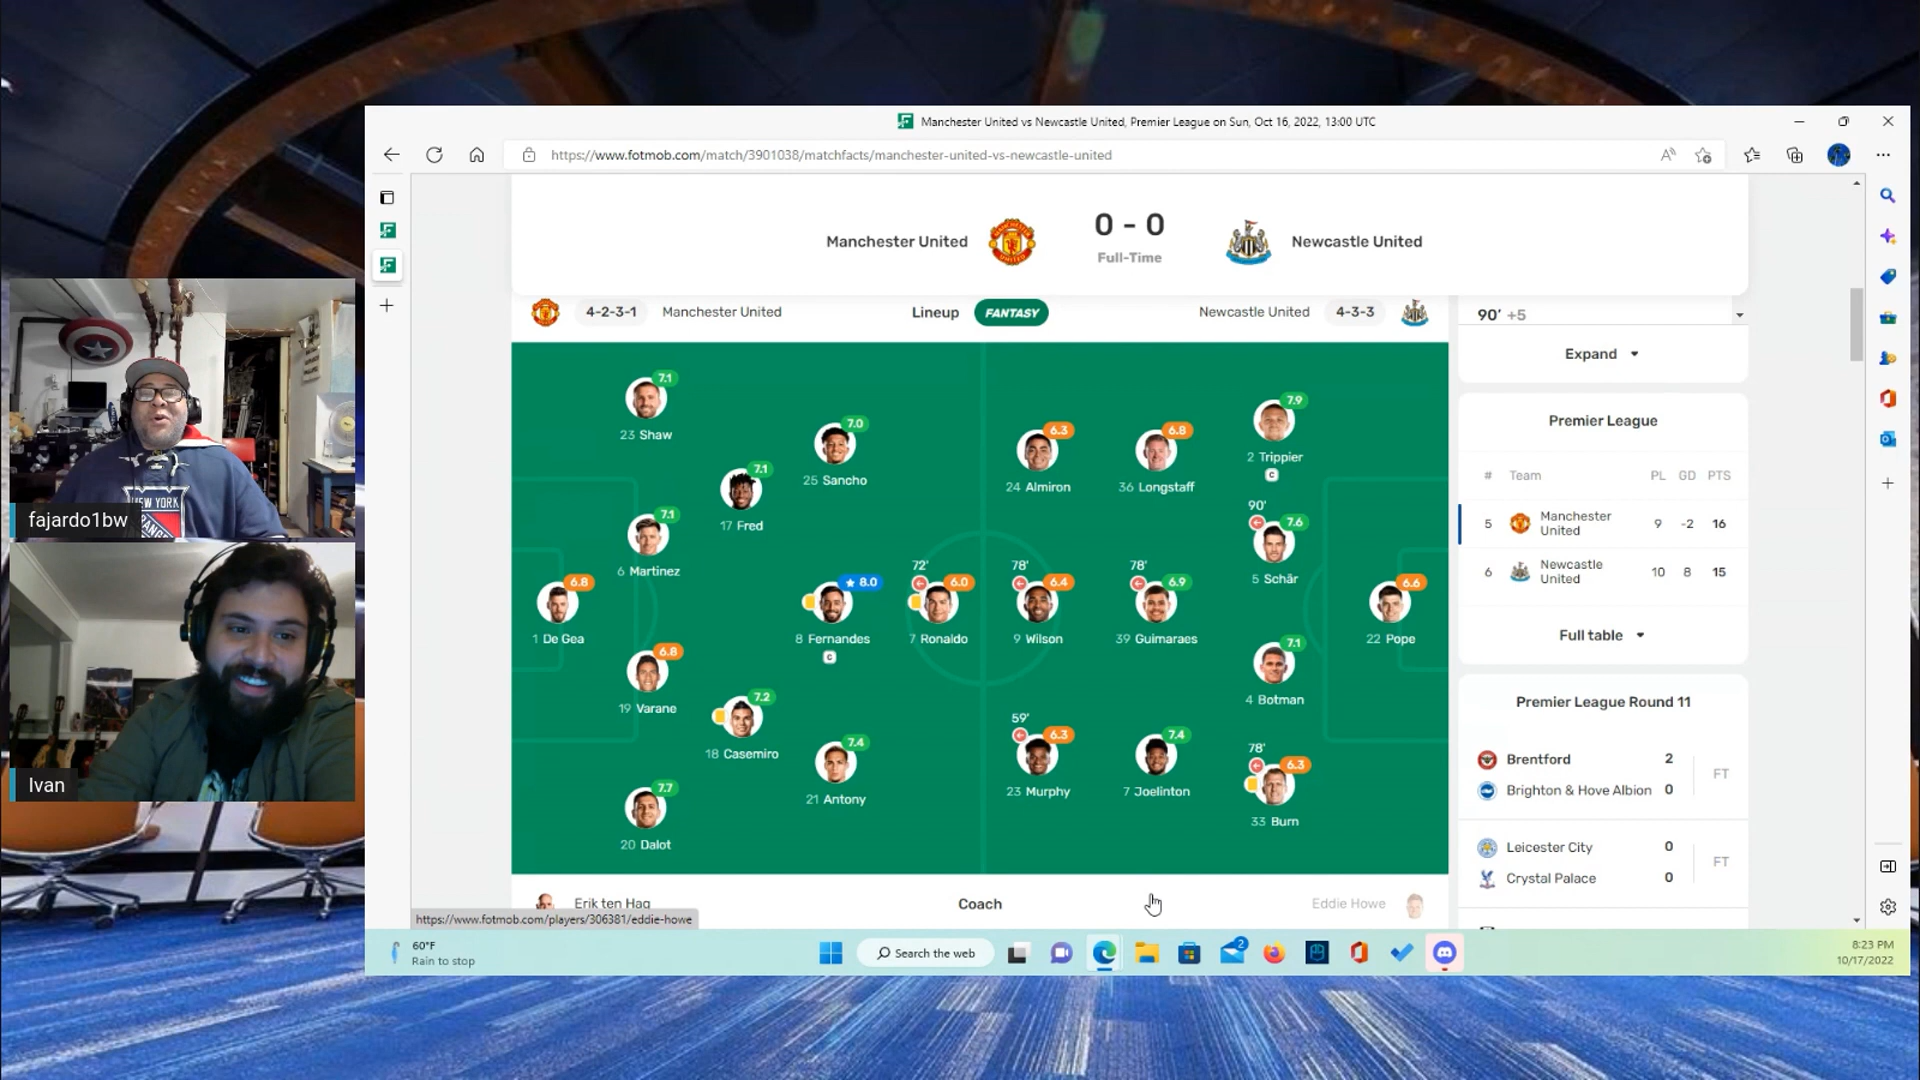 Manchester United vs Newcastle United, Premier League on Sun, Oct 16, 2022, 13:00 UTC
https://www.fotmob.com/match/3901038/matchfacts/manchester-united-vs-newcastle-united
Manchester United
0 - 0
Full-Time
Newcastle United
4-2-3-1
Manchester United
Lineup
FANTASY
Newcastle United
4-3-3
7.1
23 Shaw
7.1
6 Martinez
6.8
1 De Gea
6.8
19 Varane
7.7
20 Dalot
7.1
17 Fred
7.2
18 Casemiro
7.0
25 Sancho
8.0
8 Fernandes
C
7.4
21 Antony
72'
6.0
7 Ronaldo
6.3
24 Almiron
78'
6.4
9 Wilson
59'
6.3
23 Murphy
6.8
36 Longstaff
78'
6.9
39 Guimaraes
7.4
7 Joelinton
7.9
2 Trippier
C
90'
7.6
5 Schär
7.1
4 Botman
78'
6.3
33 Burn
6.6
22 Pope
Erik ten Hag
Coach
Eddie Howe
https://www.fotmob.com/players/306381/eddie-howe
90' +5
Expand
Premier League
# Team PL GD PTS
5 Manchester United 9 -2 16
6 Newcastle United 10 8 15
Full table
Premier League Round 11
Brentford 2
Brighton & Hove Albion 0
FT
Leicester City 0
Crystal Palace 0
FT
NEW YORK
fajardo1bw
Ivan
60°F
Rain to stop
Search the web
2
8:23 PM
10/17/2022